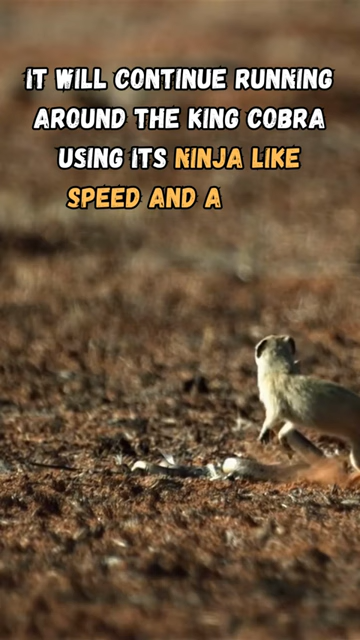 IT WILL CONTINUE RUNNING
AROUND THE KING COBRA
USING ITS NINJA LIKE
SPEED AND A